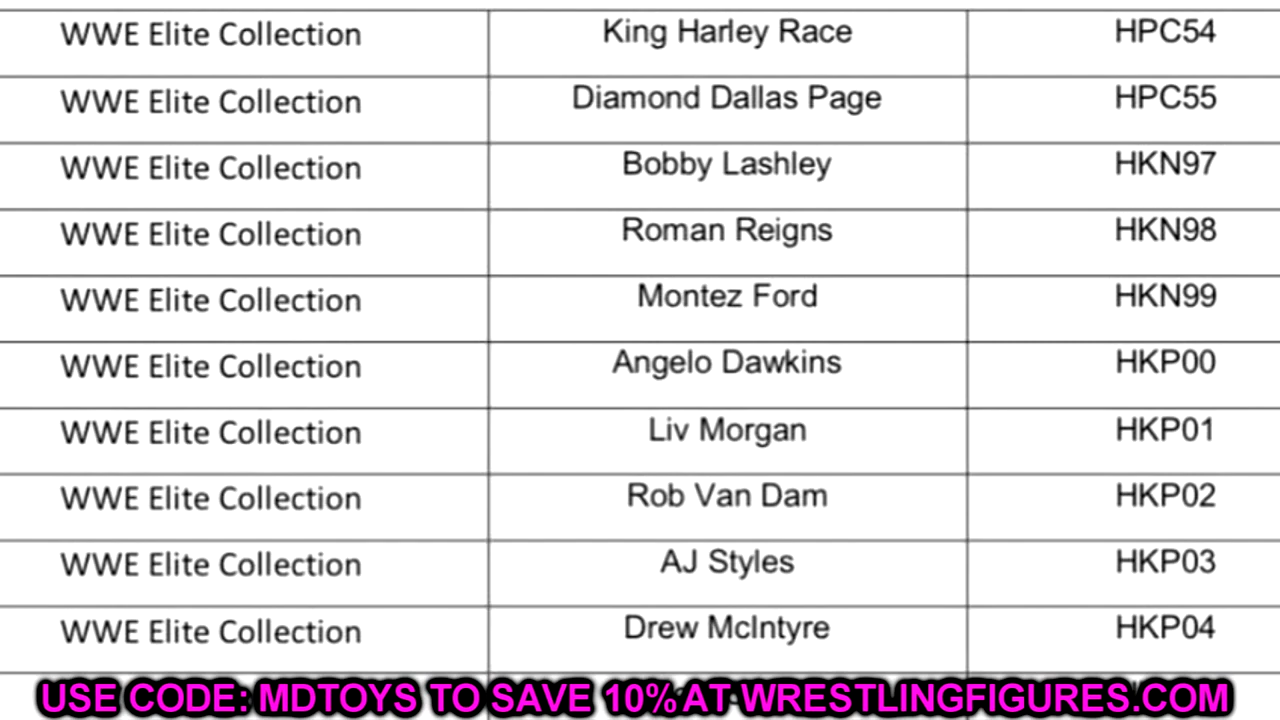 WWE Elite Collection King Harley Race HPC54
WWE Elite Collection Diamond Dallas Page HPC55
WWE Elite Collection Bobby Lashley HKN97
WWE Elite Collection Roman Reigns HKN98
WWE Elite Collection Montez Ford HKN99
WWE Elite Collection Angelo Dawkins HKP00
WWE Elite Collection Liv Morgan HKP01
WWE Elite Collection Rob Van Dam HKP02
WWE Elite Collection AJ Styles HKP03
WWE Elite Collection Drew McIntyre HKP04
USE CODE: MDTOYS TO SAVE 10% AT WRESTLINGFIGURES.COM